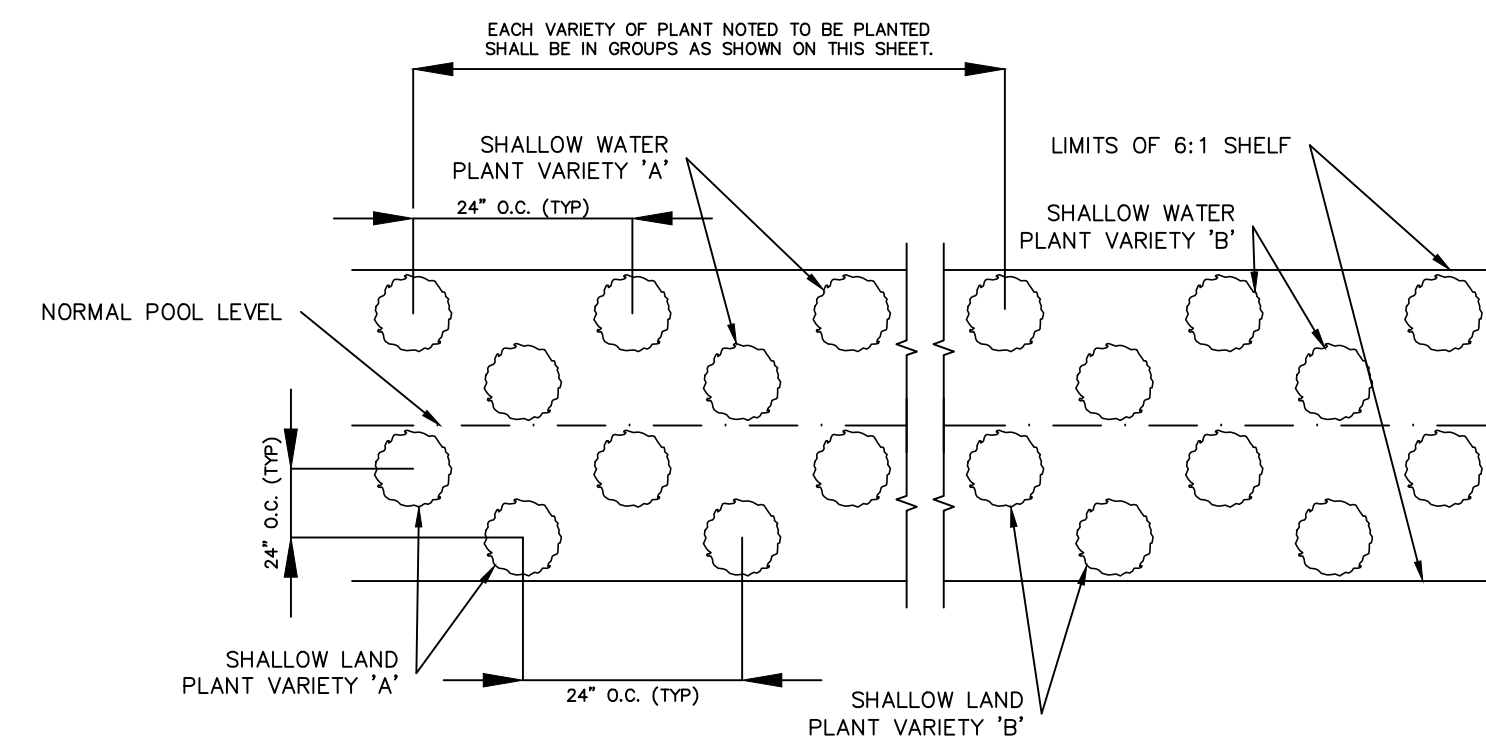 EACH VARIETY OF PLANT NOTED TO BE PLANTED
SHALL BE IN GROUPS AS SHOWN ON THIS SHEET.
SHALLOW WATER
PLANT VARIETY 'A'
LIMITS OF 6:1 SHELF
24" O.C. (TYP)
SHALLOW WATER
PLANT VARIETY 'B'
NORMAL POOL LEVEL
24" O.C. (TYP)
SHALLOW LAND
PLANT VARIETY 'A'
24" O.C. (TYP)
SHALLOW LAND
PLANT VARIETY 'B'